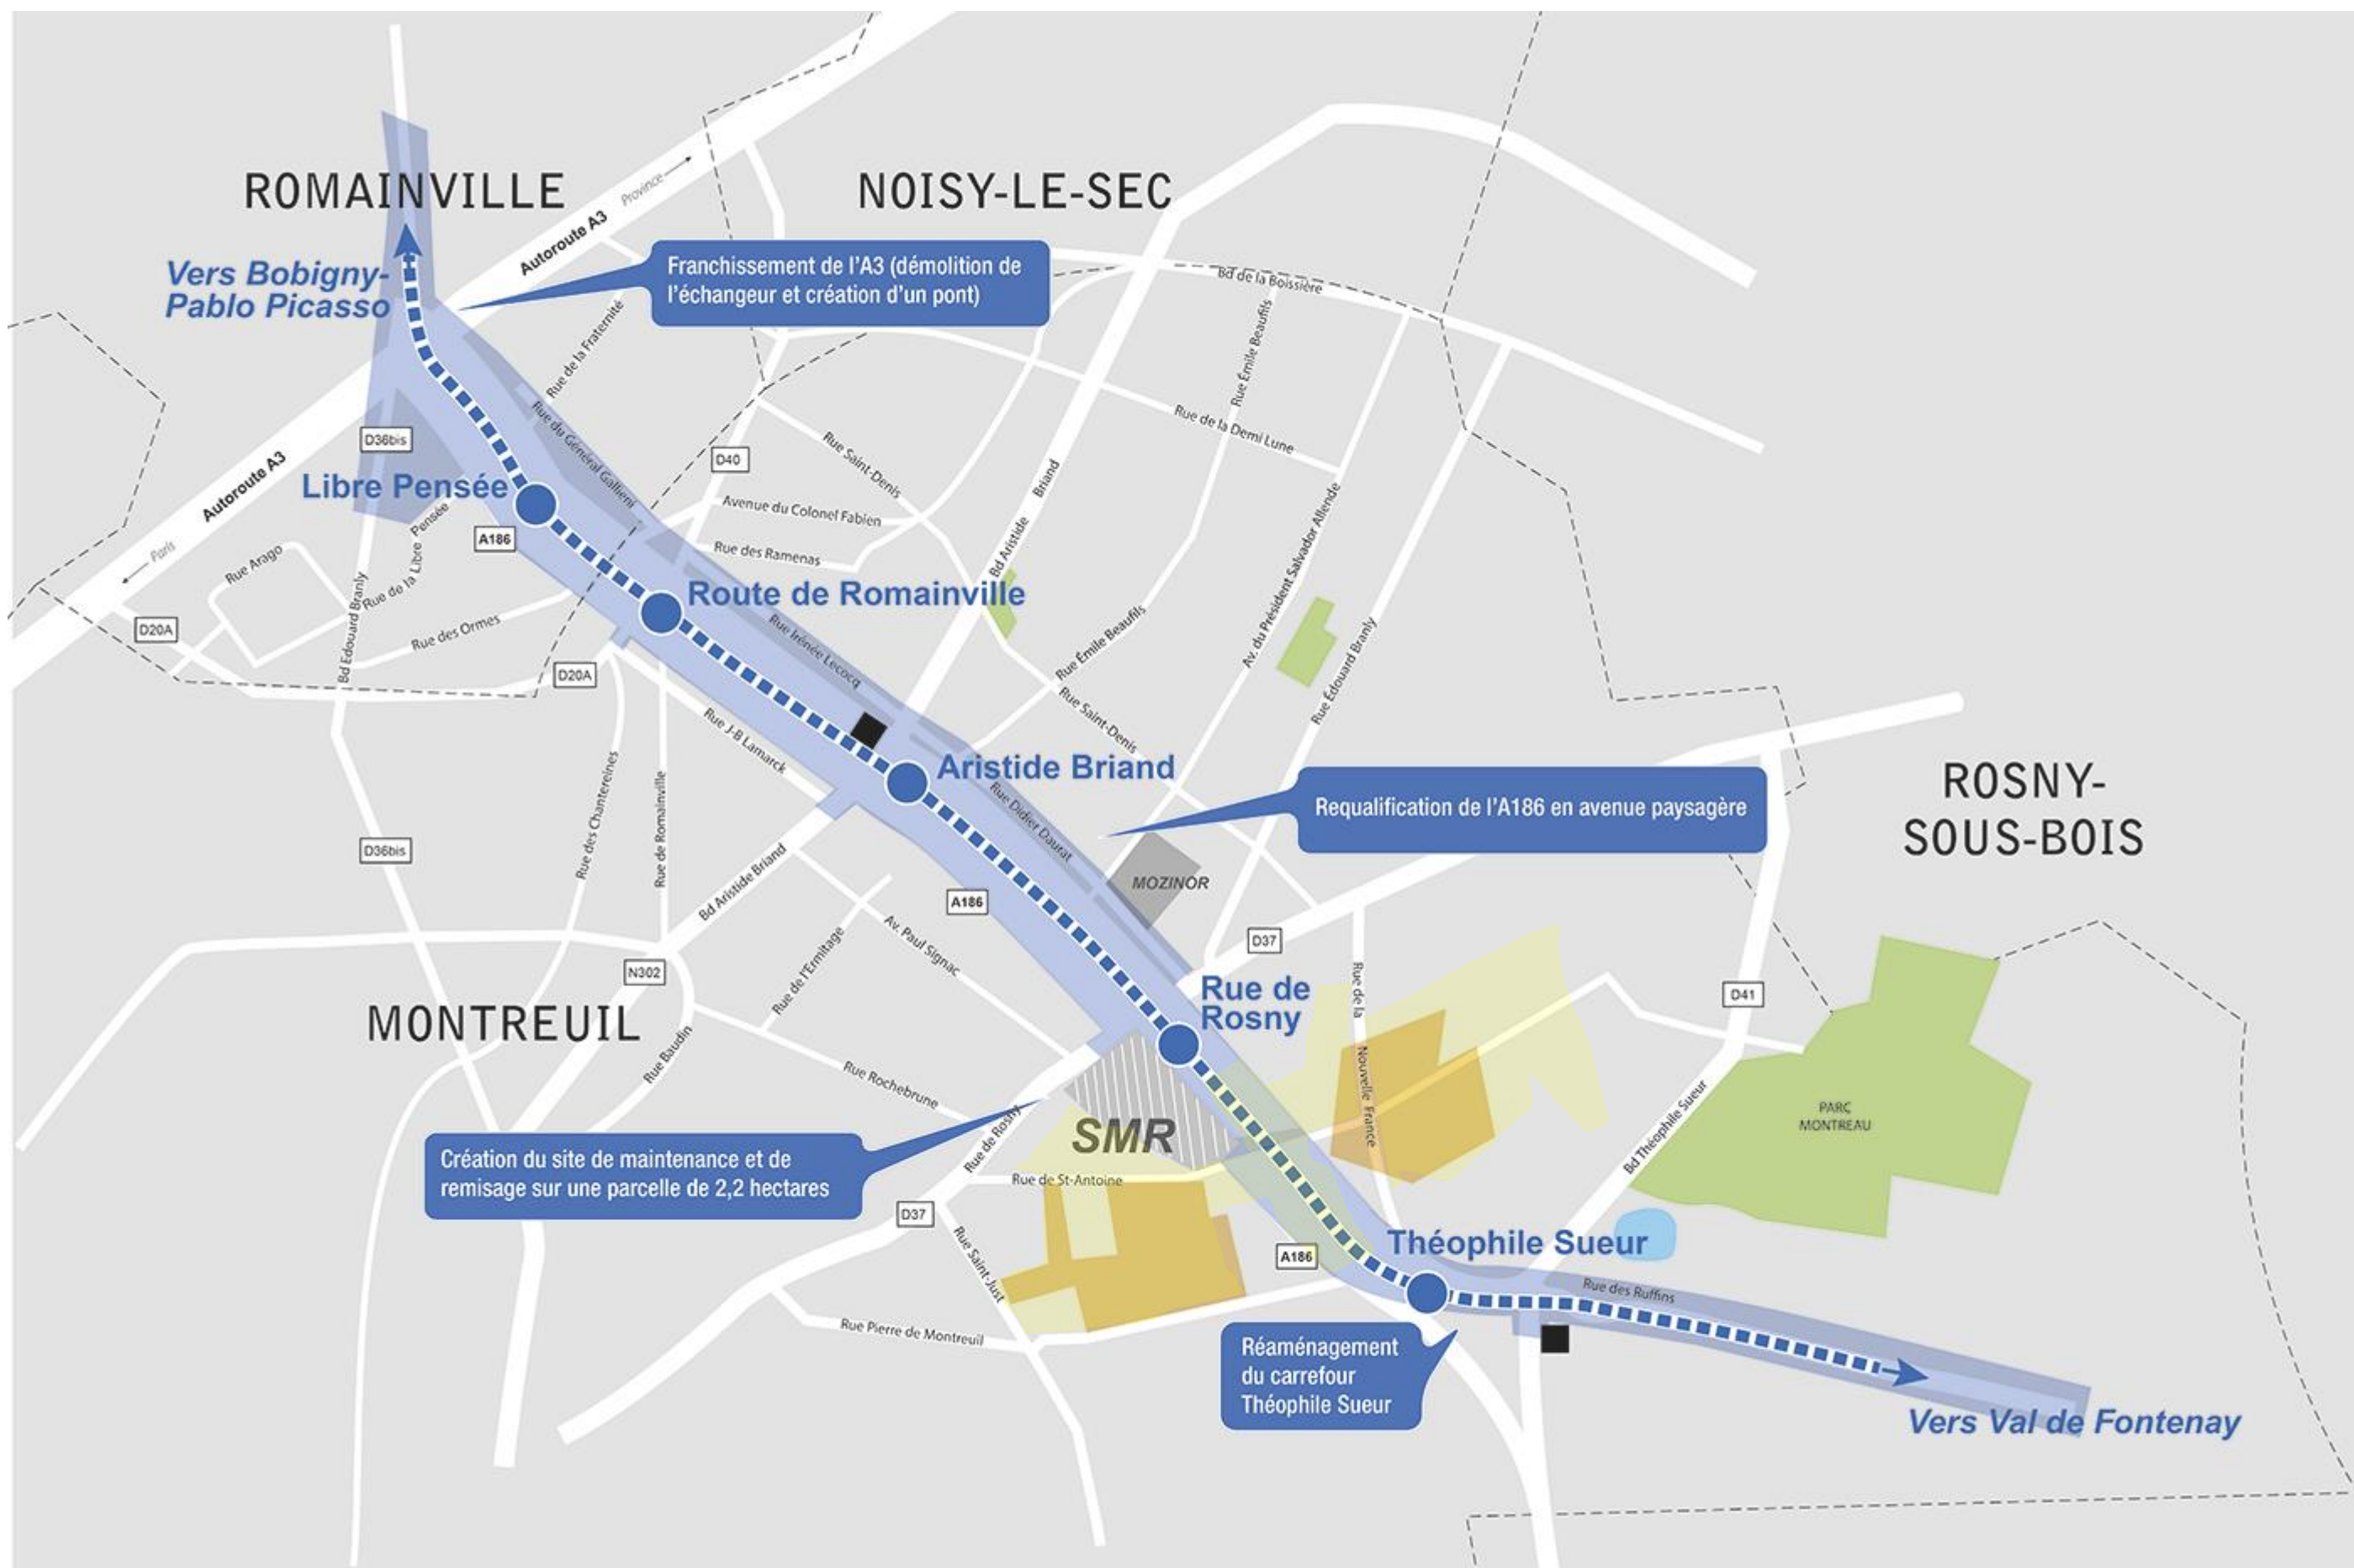 ROMAINVILLE
NOISY-LE-SEC
Province
Autoroute A3
Vers Bobigny-
Pablo Picasso
Franchissement de l'A3 (démolition de
l'échangeur et création d'un pont)
Bd de la Boissière
Rue de la Fraternité
Rue Émile Beaufils
Rue du Général Gallieni
Rue de la Demi Lune
D36bis
D40
Rue Saint-Denis
Autoroute A3
Briand
Libre Pensée
Avenue du Colonel Fabien
Pensée
A186
Paris
Rue Arago
Rue des Ramenas
Bd Aristide
Av. du Président Salvador Allende
Rue de la Libre
Route de Romainville
D20A
Bd Edouard Branly
Rue des Ormes
Rue Irénée Lecocq
Rue Émile Beaufils
Rue Édouard Branly
D20A
Rue Saint-Denis
Rue J-B Lamarck
Aristide Briand
ROSNY-
SOUS-BOIS
Requalification de l'A186 en avenue paysagère
Rue des Chantereines
Rue de Romainville
Rue Didier Daurat
D36bis
Bd Aristide Briand
MOZINOR
A186
Av. Paul Signac
D37
Rue de l'Ermitage
N302
Rue de la
Nouvelle France
D41
Rue de
Rosny
MONTREUIL
Rue Baudin
Rue Rochebrune
SMR
PARC
MONTREAU
Bd Théophile Sueur
Rue de Rosny
Création du site de maintenance et de
remisage sur une parcelle de 2,2 hectares
Rue de St-Antoine
D37
Rue Saint-Just
A186
Théophile Sueur
Rue des Ruffins
Rue Pierre de Montreuil
Réaménagement
du carrefour
Théophile Sueur
Vers Val de Fontenay